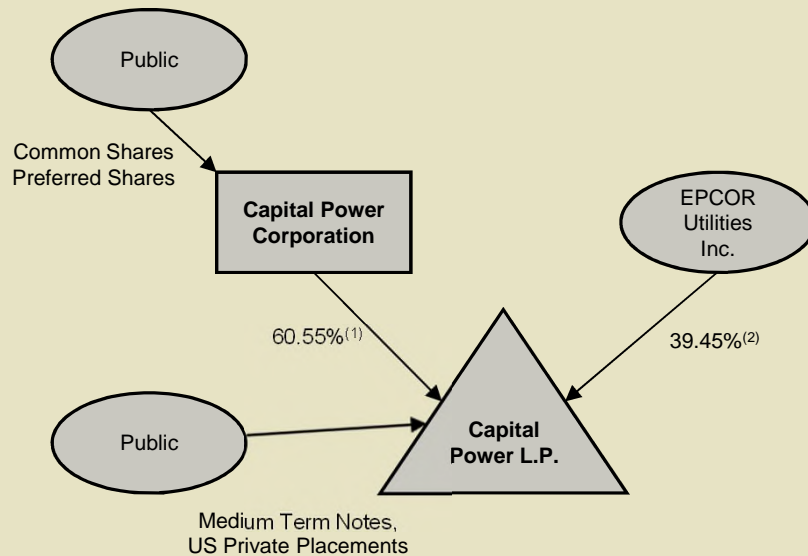 Public
Common Shares
Preferred Shares
Capital Power
Corporation
EPCOR
Utilities
Inc.
60.55%(1)
39.45%(2)
Public
Capital
Power L.P.
Medium Term Notes,
US Private Placements